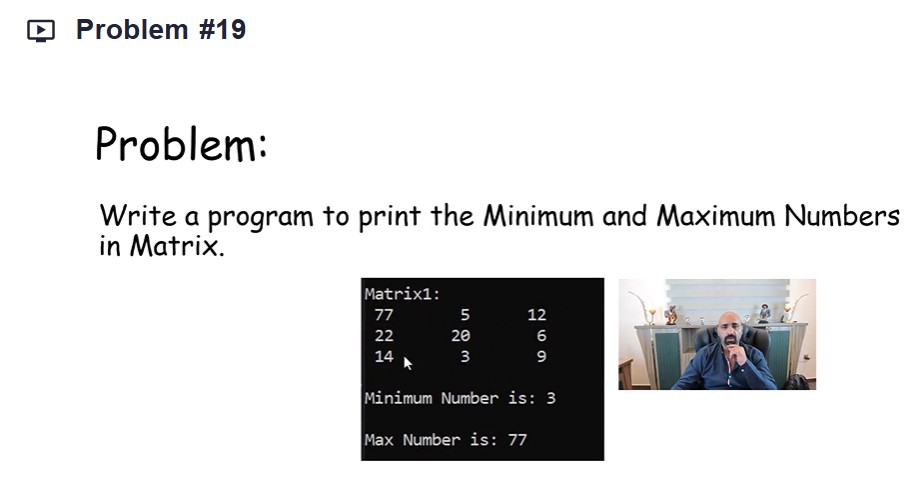 Problem #19
Problem:
Write a program to print the Minimum and Maximum Numbers
in Matrix.
Matrix1:
77 5 12
22 20 6
14 3 9
Minimum Number is: 3
Max Number is: 77